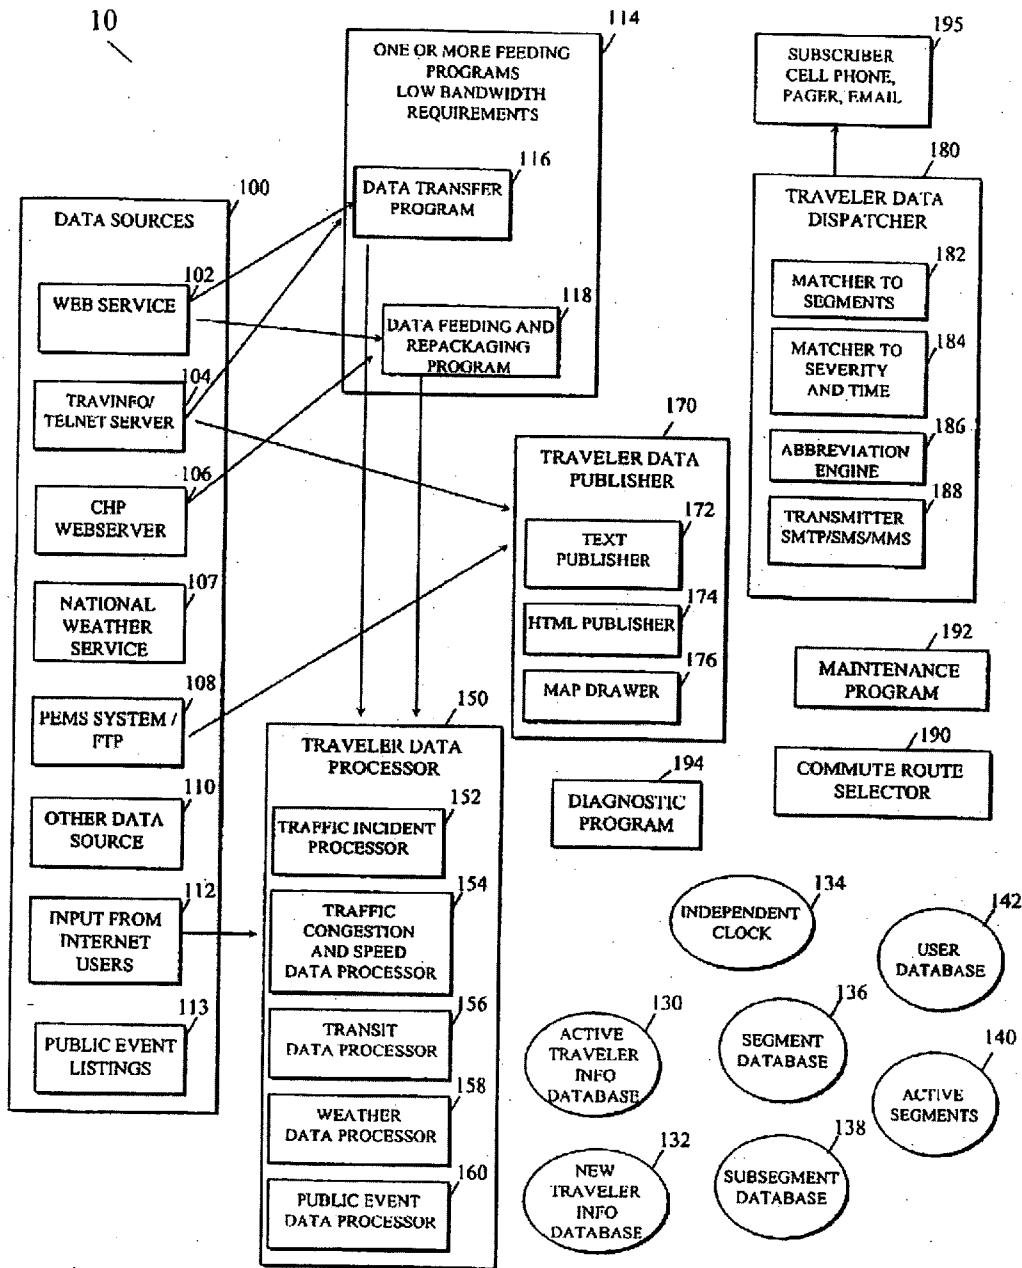 10
114
ONE OR MORE FEEDING
PROGRAMS
LOW BANDWIDTH
REQUIREMENTS
116
DATA TRANSFER
PROGRAM
118
DATA FEEDING AND
REPACKAGING
PROGRAM
195
SUBSCRIBER
CELL PHONE,
PAGER, EMAIL
180
TRAVELER DATA
DISPATCHER
182
MATCHER TO
SEGMENTS
184
MATCHER TO
SEVERITY
AND TIME
186
ABBREVIATION
ENGINE
188
TRANSMITTER
SMTP/SMS/MMS
100
DATA SOURCES
102
WEB SERVICE
104
TRAVINFO/
TELNET SERVER
106
CHP
WEBSERVER
107
NATIONAL
WEATHER
SERVICE
108
PEMS SYSTEM /
FTP
110
OTHER DATA
SOURCE
112
INPUT FROM
INTERNET
USERS
113
PUBLIC EVENT
LISTINGS
170
TRAVELER DATA
PUBLISHER
172
TEXT
PUBLISHER
174
HTML PUBLISHER
176
MAP DRAWER
192
MAINTENANCE
PROGRAM
190
COMMUTE ROUTE
SELECTOR
194
DIAGNOSTIC
PROGRAM
150
TRAVELER DATA
PROCESSOR
152
TRAFFIC INCIDENT
PROCESSOR
154
TRAFFIC
CONGESTION
AND SPEED
DATA PROCESSOR
156
TRANSIT
DATA PROCESSOR
158
WEATHER
DATA PROCESSOR
160
PUBLIC EVENT
DATA PROCESSOR
134
INDEPENDENT
CLOCK
142
USER
DATABASE
130
ACTIVE
TRAVELER
INFO
DATABASE
136
SEGMENT
DATABASE
140
ACTIVE
SEGMENTS
132
NEW
TRAVELER
INFO
DATABASE
138
SUBSEGMENT
DATABASE